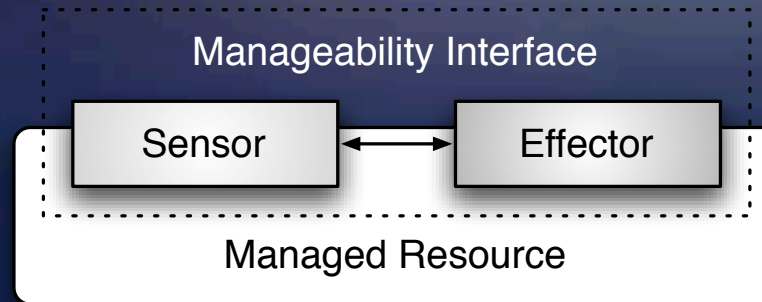 Manageability Interface
Sensor
Effector
Managed Resource